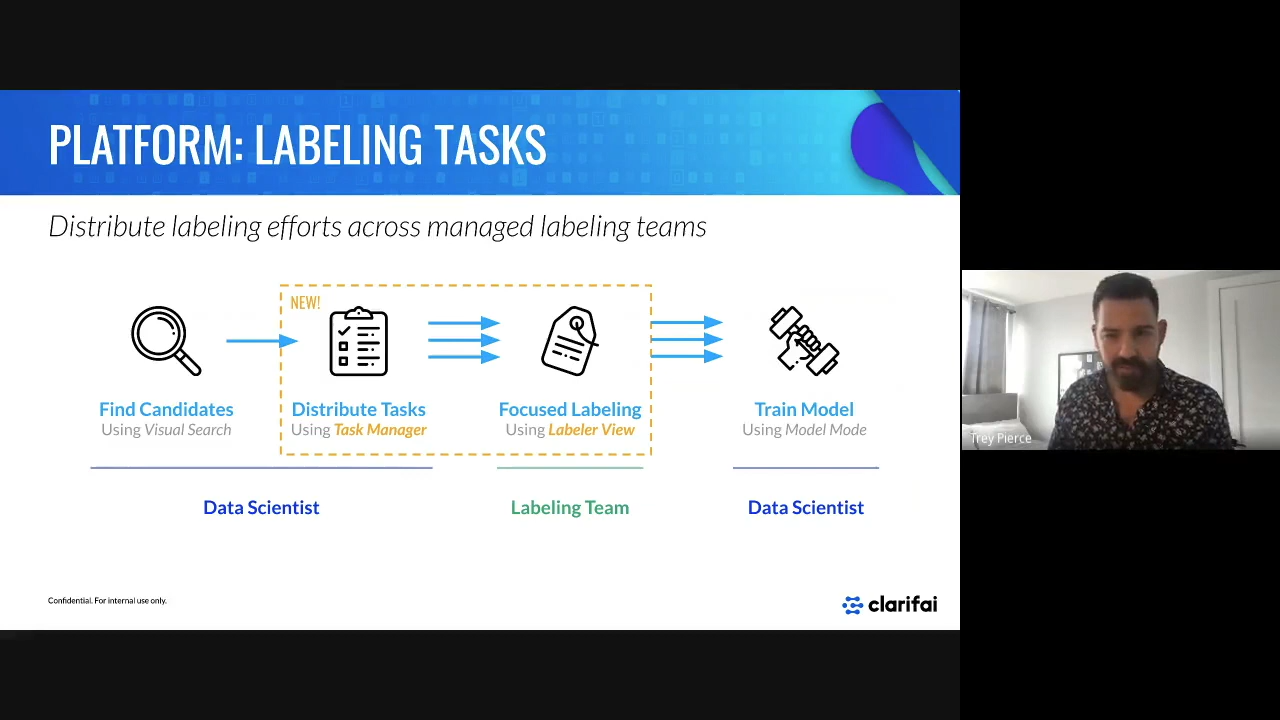 PLATFORM: LABELING TASKS
Distribute labeling efforts across managed labeling teams
NEW!
Find Candidates
Using Visual Search
Distribute Tasks
Using Task Manager
Focused Labeling
Using Labeler View
Train Model
Using Model Mode
Data Scientist
Labeling Team
Data Scientist
Confidential. For internal use only.
clarifai
Trey Pierce